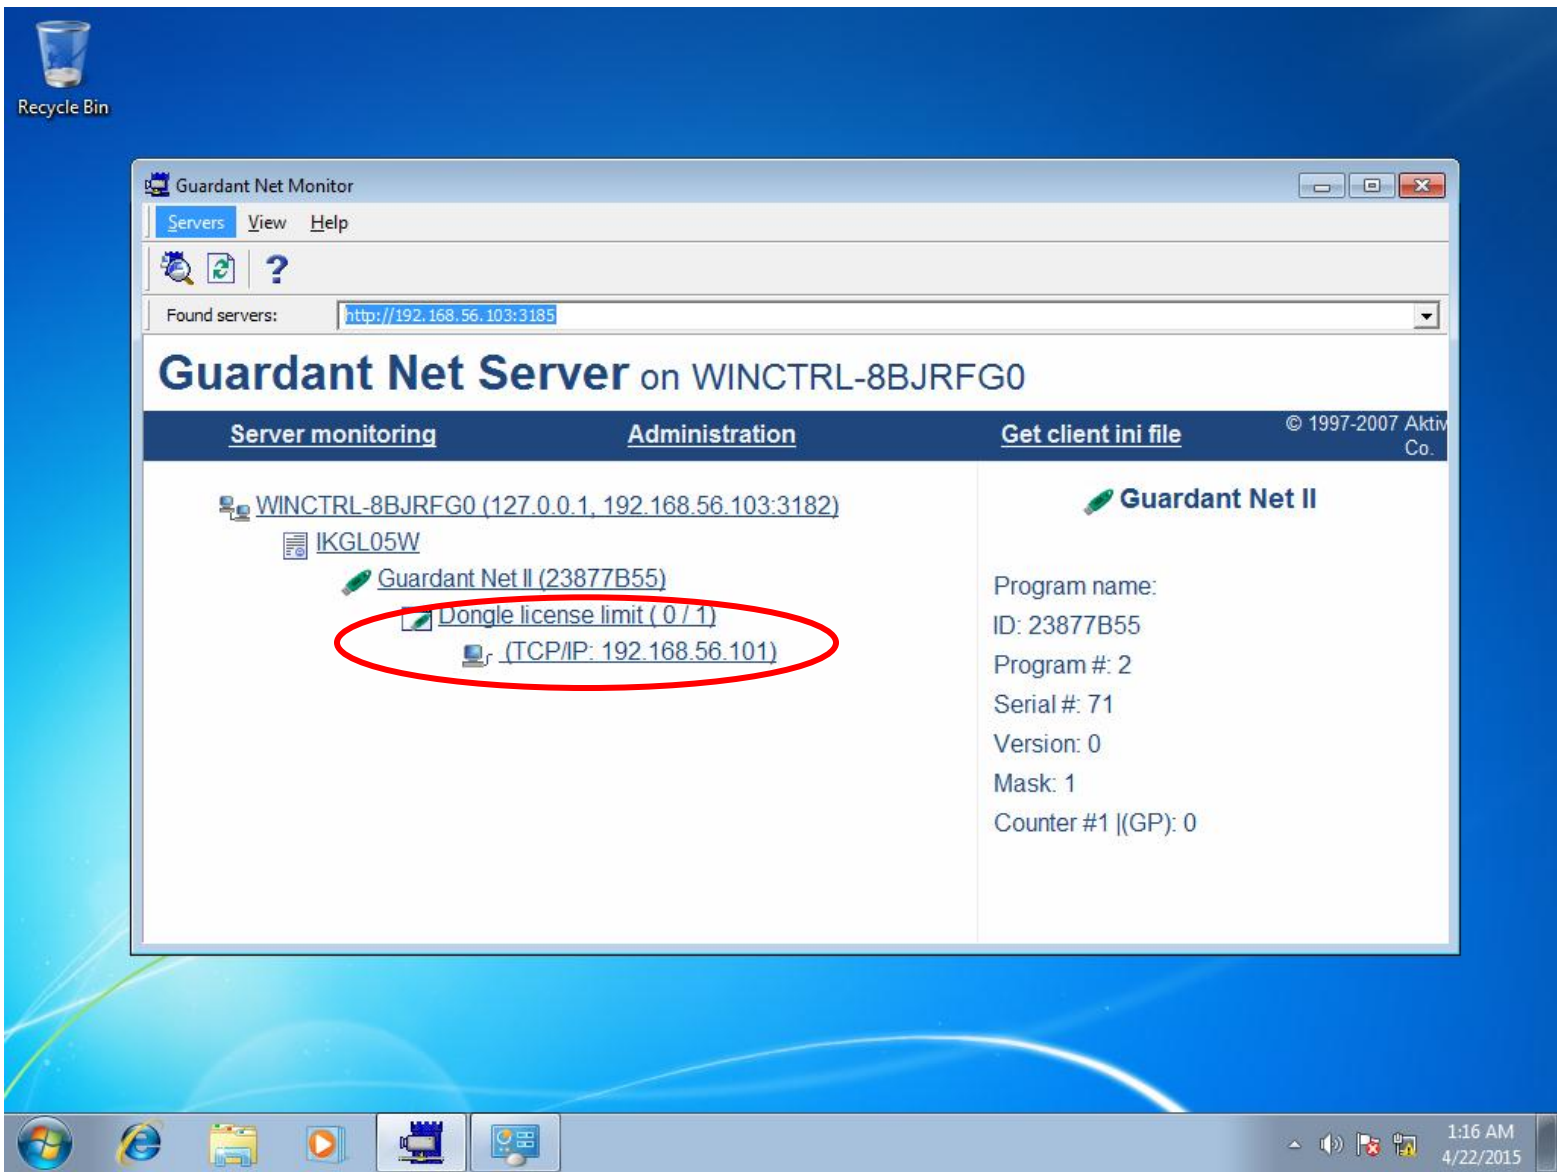 Recycle Bin
Guardant Net Monitor
Servers View Help
Found servers: http://192.168.56.103:3185
Guardant Net Server on WINCTRL-8BJRFG0
Server monitoring Administration Get client ini file © 1997-2007 Aktiv
Co.
WINCTRL-8BJRFG0 (127.0.0.1, 192.168.56.103:3182)
IKGL05W
Guardant Net II (23877B55)
Dongle license limit ( 0 / 1)
(TCP/IP: 192.168.56.101)
Guardant Net II
Program name:
ID: 23877B55
Program #: 2
Serial #: 71
Version: 0
Mask: 1
Counter #1 |(GP): 0
1:16 AM
4/22/2015